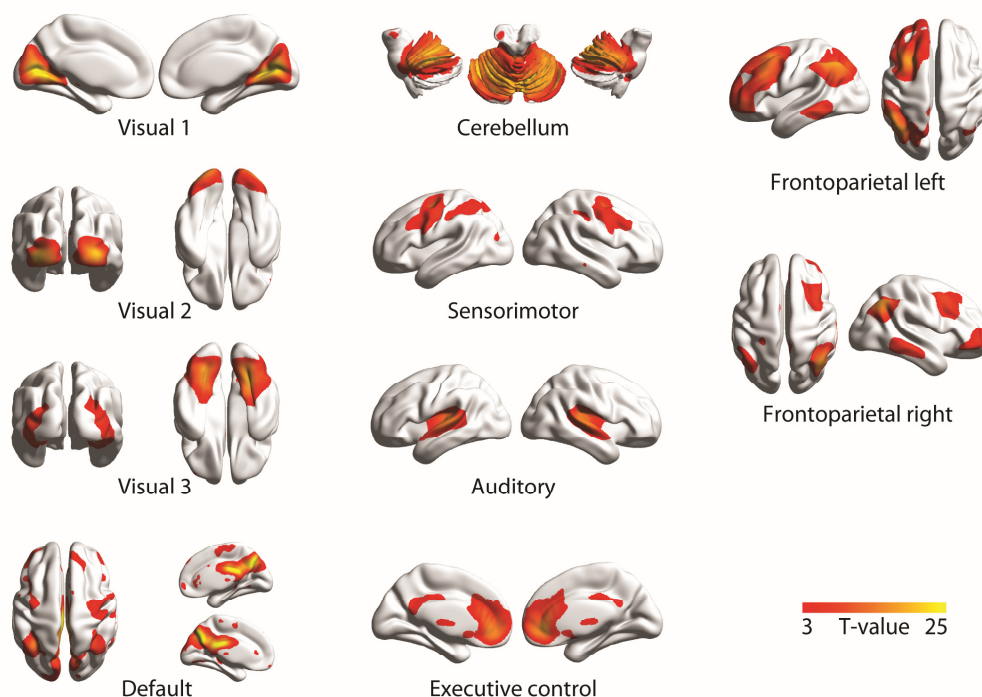 Visual 1
Cerebellum
Frontoparietal left
Visual 2
Sensorimotor
Frontoparietal right
Visual 3
Auditory
3 T-value 25
Default
Executive control